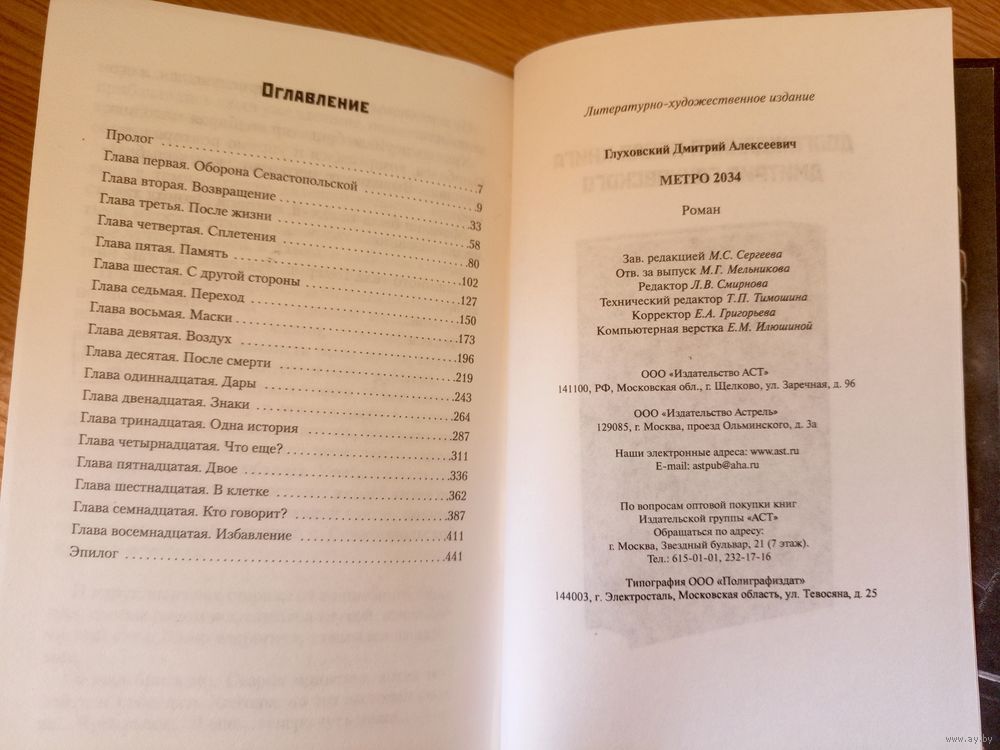 Оглавление
Пролог ........ 7
Глава первая. Оборона Севастопольской ........ 9
Глава вторая. Возвращение ........ 33
Глава третья. После жизни ........ 58
Глава четвертая. Сплетения ........ 80
Глава пятая. Память ........ 102
Глава шестая. С другой стороны ........ 127
Глава седьмая. Переход ........ 150
Глава восьмая. Маски ........ 173
Глава девятая. Воздух ........ 196
Глава десятая. После смерти ........ 219
Глава одиннадцатая. Дары ........ 243
Глава двенадцатая. Знаки ........ 264
Глава тринадцатая. Одна история ........ 287
Глава четырнадцатая. Что еще? ........ 311
Глава пятнадцатая. Двое ........ 336
Глава шестнадцатая. В клетке ........ 362
Глава семнадцатая. Кто говорит? ........ 387
Глава восемнадцатая. Избавление ........ 411
Эпилог ........ 441
Литературно-художественное издание
Глуховский Дмитрий Алексеевич
МЕТРО 2034
Роман
Зав. редакцией М.С. Сергеева
Отв. за выпуск М.Г. Мельникова
Редактор Л.В. Смирнова
Технический редактор Т.П. Тимошина
Корректор Е.А. Григорьева
Компьютерная верстка Е.М. Илюшиной
ООО «Издательство АСТ»
141100, РФ, Московская обл., г. Щелково, ул. Заречная, д. 96
ООО «Издательство Астрель»
129085, г. Москва, проезд Ольминского, д. 3а
Наши электронные адреса: www.ast.ru
E-mail: astpub@aha.ru
По вопросам оптовой покупки книг
Издательской группы «АСТ»
Обращаться по адресу:
г. Москва, Звездный бульвар, 21 (7 этаж).
Тел.: 615-01-01, 232-17-16
Типография ООО «Полиграфиздат»
144003, г. Электросталь, Московская область, ул. Тевосяна, д. 25
www.ay.by